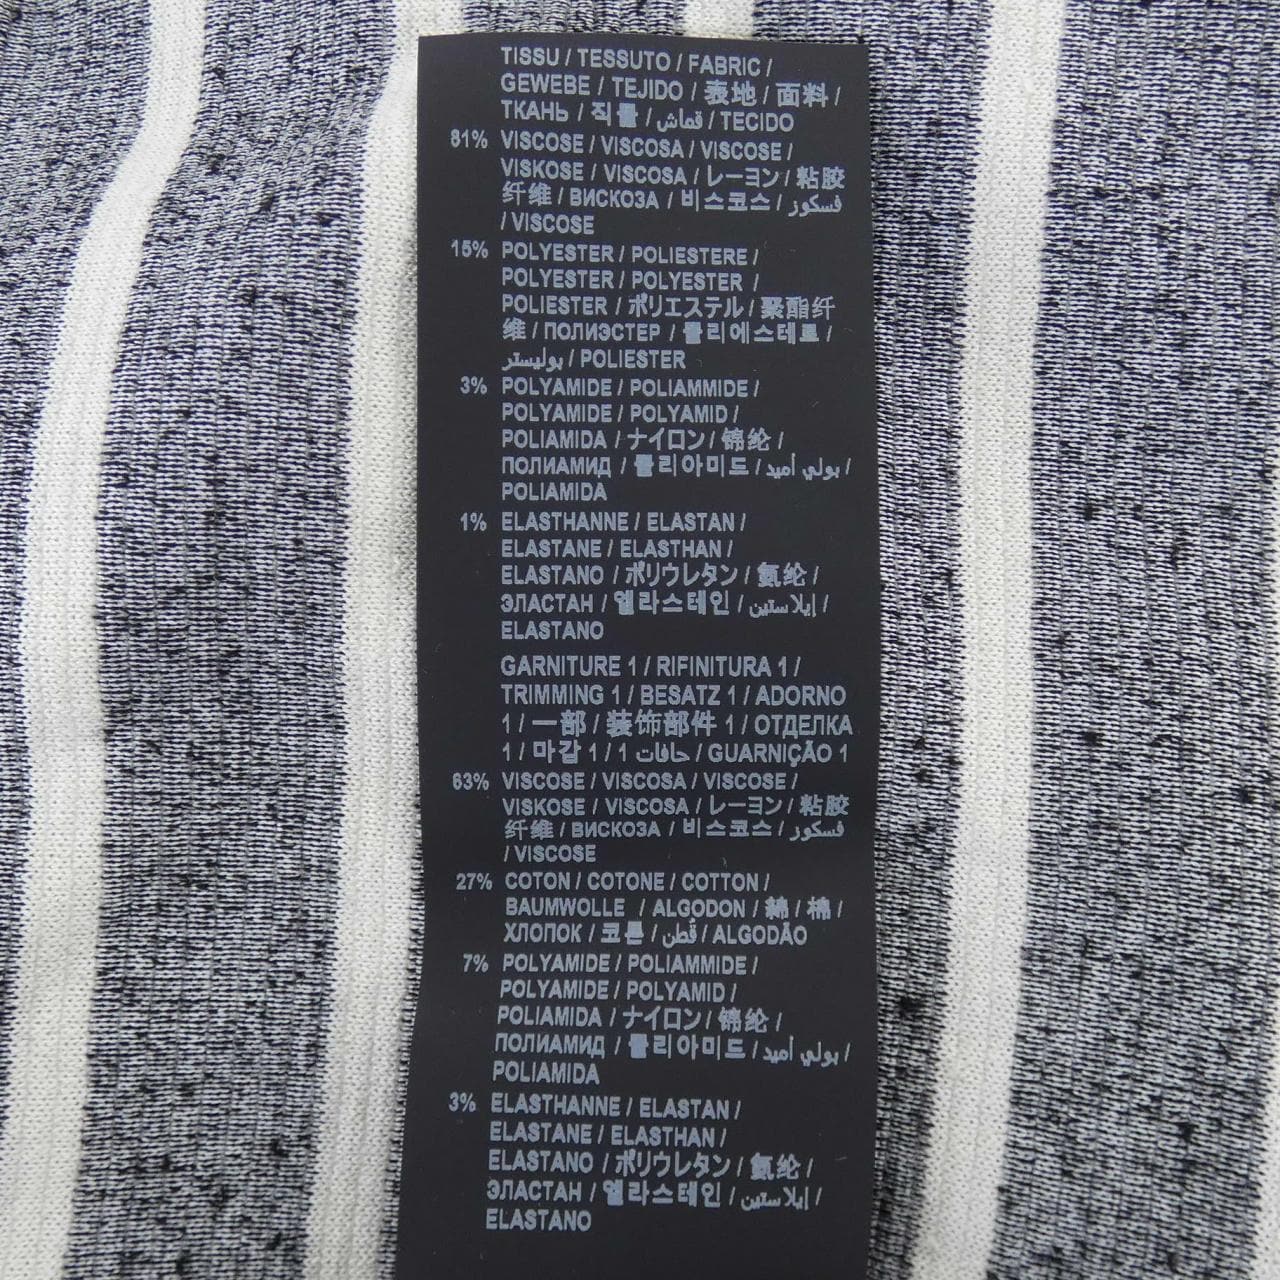 TISSU / TESSUTO / FABRIC /
GEWEBE / TEJIDO / 表地 / 面料 /
ТКАНЬ / 직물 / قماش / TECIDO
81% VISCOSE / VISCOSA / VISCOSE /
VISKOSE / VISCOSA / レーヨン / 粘胶
纤维 / ВИСКОЗА / 비스코스 / فسكوز
/ VISCOSE
15% POLYESTER / POLIESTERE /
POLYESTER / POLYESTER /
POLIESTER / ポリエステル / 聚酯纤
维 / ПОЛИЭСТЕР / 폴리에스테르 /
بوليستر / POLIESTER
3% POLYAMIDE / POLIAMMIDE /
POLYAMIDE / POLYAMID /
POLIAMIDA / ナイロン / 锦纶 /
ПОЛИАМИД / 폴리아미드 / بولي أميد /
POLIAMIDA
1% ELASTHANNE / ELASTAN /
ELASTANE / ELASTHAN /
ELASTANO / ポリウレタン / 氨纶 /
ЭЛАСТАН / 엘라스테인 / إيلاستين /
ELASTANO
GARNITURE 1 / RIFINITURA 1 /
TRIMMING 1 / BESATZ 1 / ADORNO
1 / 一部 / 装饰部件 1 / ОТДЕЛКА
1 / 마감 1 / 1 حافات / GUARNIÇÃO 1
63% VISCOSE / VISCOSA / VISCOSE /
VISKOSE / VISCOSA / レーヨン / 粘胶
纤维 / ВИСКОЗА / 비스코스 / فسكوز
/ VISCOSE
27% COTON / COTONE / COTTON /
BAUMWOLLE / ALGODON / 綿 / 棉 /
ХЛОПОК / 코튼 / قُطن / ALGODÃO
7% POLYAMIDE / POLIAMMIDE /
POLYAMIDE / POLYAMID /
POLIAMIDA / ナイロン / 锦纶 /
ПОЛИАМИД / 폴리아미드 / بولي أميد /
POLIAMIDA
3% ELASTHANNE / ELASTAN /
ELASTANE / ELASTHAN /
ELASTANO / ポリウレタン / 氨纶 /
ЭЛАСТАН / 엘라스테인 / إيلاستين /
ELASTANO